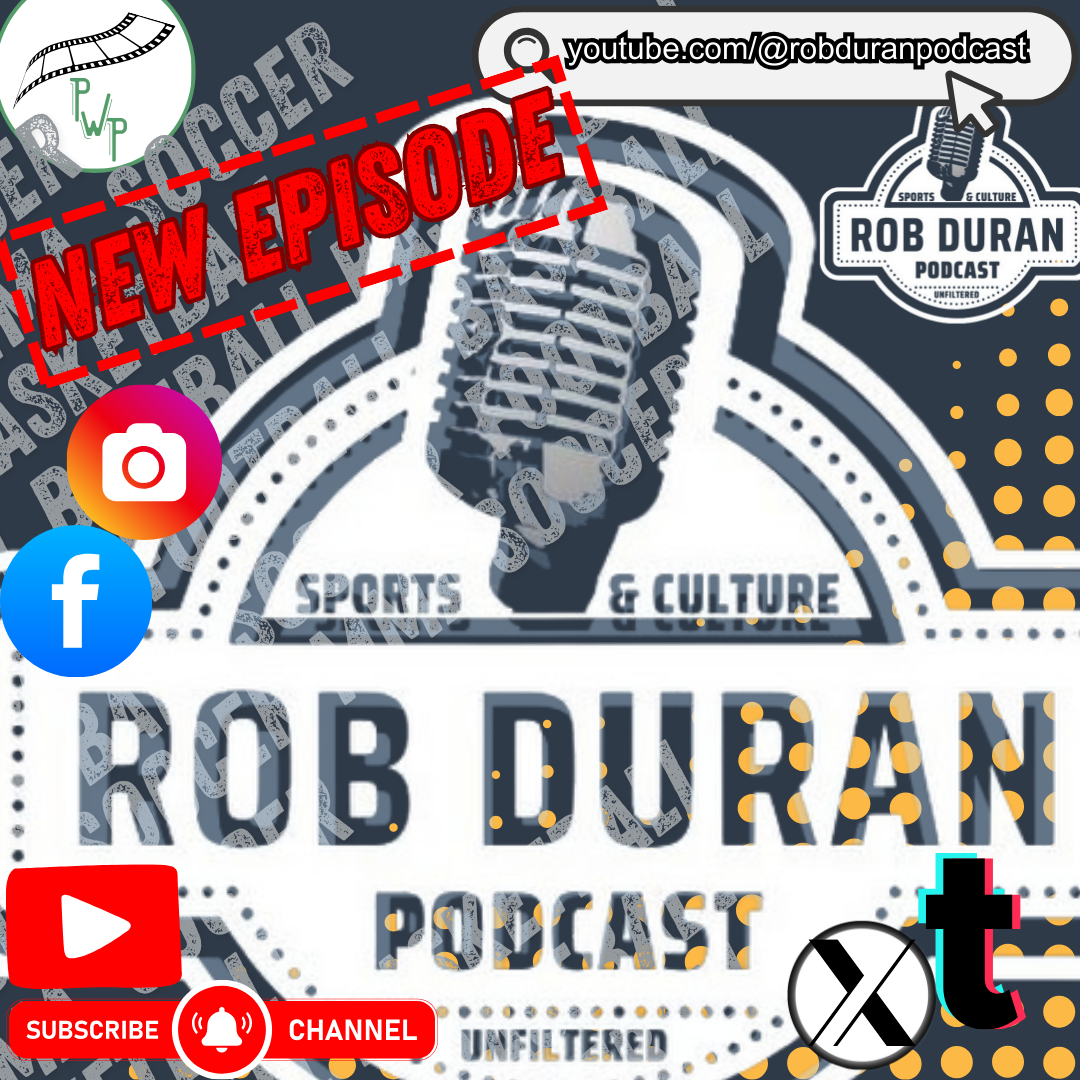 youtube.com/@robduranpodcast
PWP
NEW EPISODE
SPORTS & CULTURE
ROB DURAN
PODCAST
UNFILTERED
SOCCER
SPORTS & CULTURE
ROB DURAN
PODCAST
UNFILTERED
SOCCER
SUBSCRIBE
CHANNEL
X
t